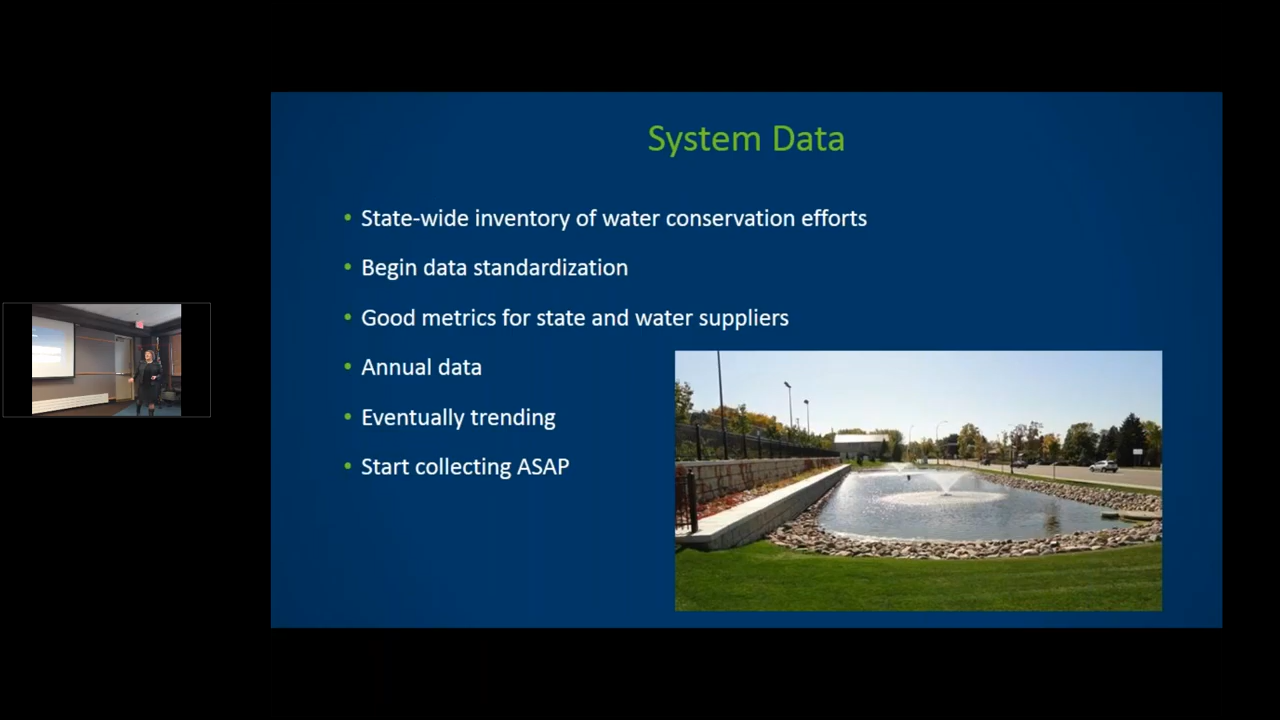 System Data
• State-wide inventory of water conservation efforts
• Begin data standardization
• Good metrics for state and water suppliers
• Annual data
• Eventually trending
• Start collecting ASAP